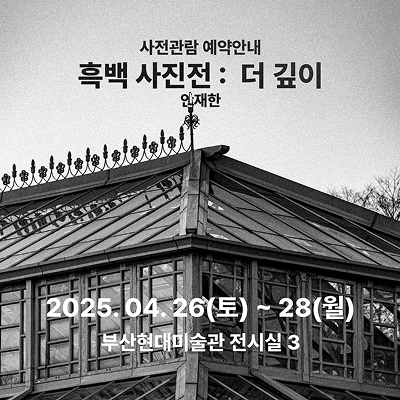 사전관람 예약안내
흑백 사진전 : 더 깊이
안재한
2025. 04. 26(토) ~ 28(월)
부산현대미술관 전시실 3